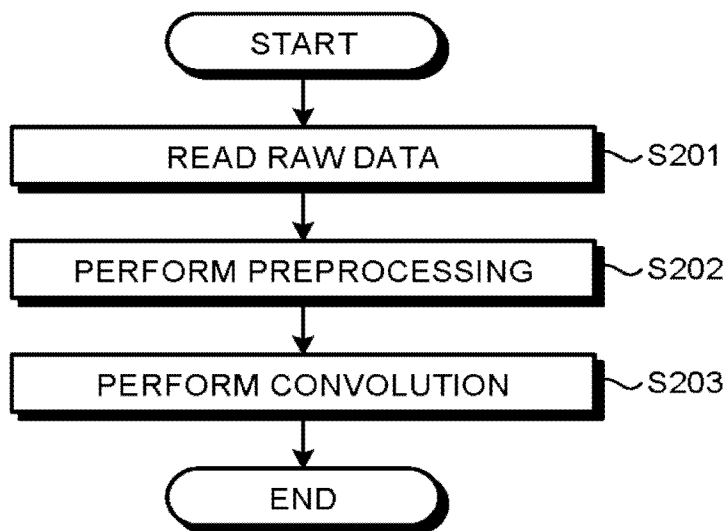 START
READ RAW DATA
S201
PERFORM PREPROCESSING
S202
PERFORM CONVOLUTION
S203
END